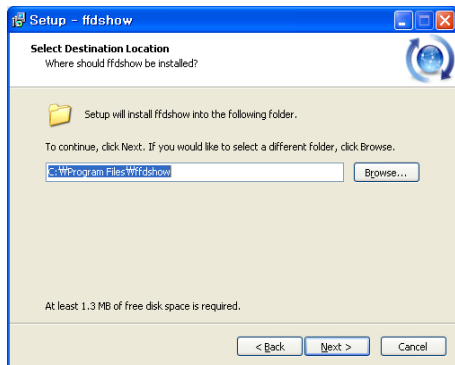 Setup - ffdshow
Select Destination Location
Where should ffdshow be installed?
Setup will install ffdshow into the following folder.
To continue, click Next. If you would like to select a different folder, click Browse.
C:₩Program Files₩ffdshow
Browse...
At least 1.3 MB of free disk space is required.
< Back
Next >
Cancel